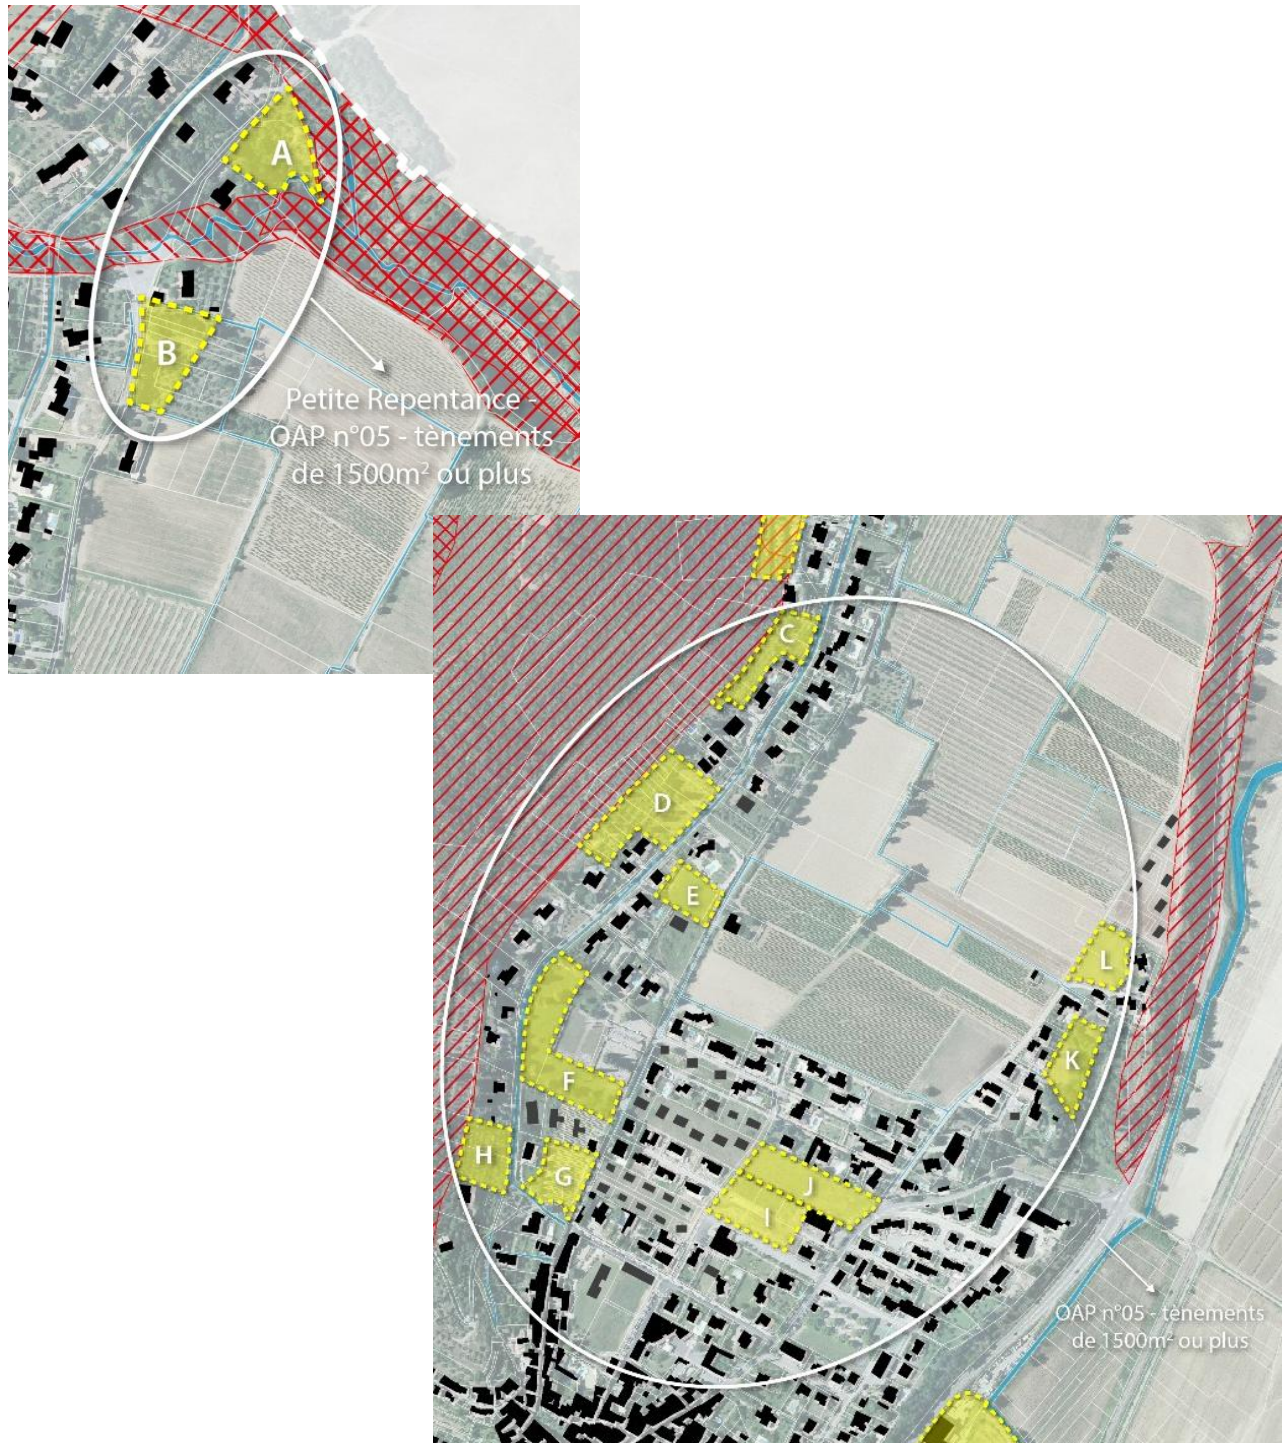 A
B
Petite Repentance -
OAP n°05 - tènements
de 1500m² ou plus
C
D
E
L
K
F
H
G
J
I
OAP n°05 - tènements
de 1500m² ou plus